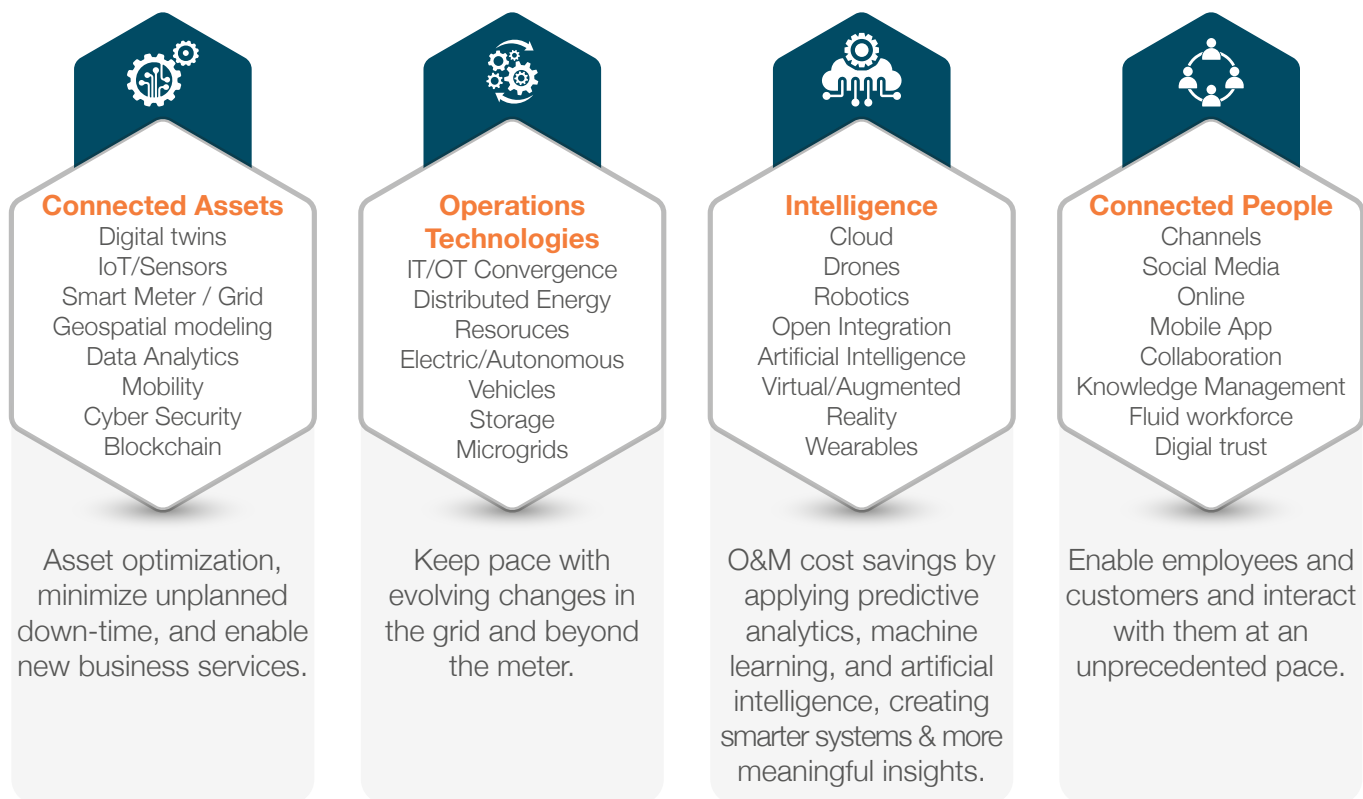 Connected Assets
Digital twins
IoT/Sensors
Smart Meter / Grid
Geospatial modeling
Data Analytics
Mobility
Cyber Security
Blockchain
Asset optimization,
minimize unplanned
down-time, and enable
new business services.
Operations
Technologies
IT/OT Convergence
Distributed Energy
Resoruces
Electric/Autonomous
Vehicles
Storage
Microgrids
Keep pace with
evolving changes in
the grid and beyond
the meter.
Intelligence
Cloud
Drones
Robotics
Open Integration
Artificial Intelligence
Virtual/Augmented
Reality
Wearables
O&M cost savings by
applying predictive
analytics, machine
learning, and artificial
intelligence, creating
smarter systems & more
meaningful insights.
Connected People
Channels
Social Media
Online
Mobile App
Collaboration
Knowledge Management
Fluid workforce
Digial trust
Enable employees and
customers and interact
with them at an
unprecedented pace.